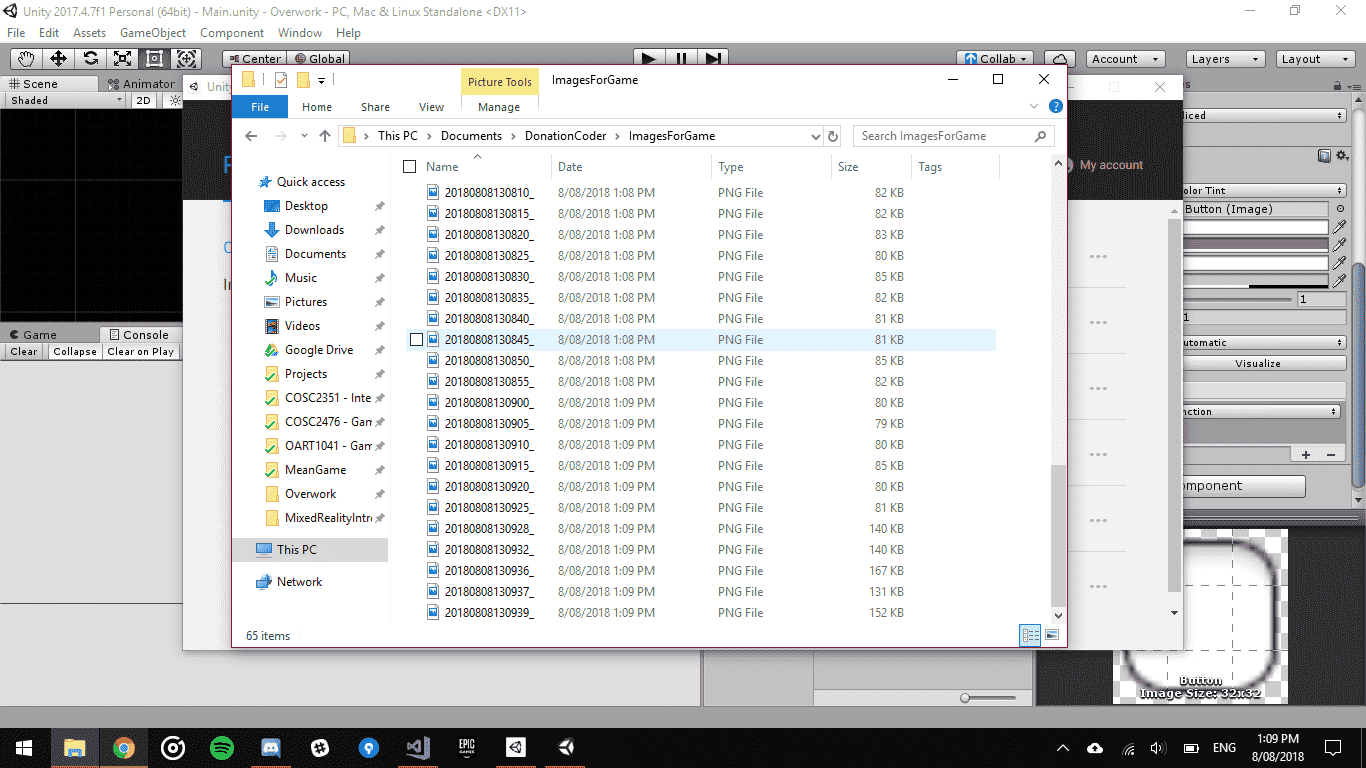 Unity 2017.4.7f1 Personal (64bit) - Main.unity - Overwork - PC, Mac & Linux Standalone <DX11>
File Edit Assets GameObject Component Window Help
Center Global Collab Account Layers Layout
Scene Animator
Shaded 2D
Game Console
Clear Collapse Clear on Play
Picture Tools ImagesForGame
File Home Share View Manage
This PC Documents DonationCoder ImagesForGame Search ImagesForGame
Quick access
Desktop
Downloads
Documents
Music
Pictures
Videos
Google Drive
Projects
COSC2351 - Inte
COSC2476 - Gam
OART1041 - Gam
MeanGame
Overwork
MixedRealityIntr
This PC
Network
Name Date Type Size Tags
20180808130810_ 8/08/2018 1:08 PM PNG File 82 KB
20180808130815_ 8/08/2018 1:08 PM PNG File 82 KB
20180808130820_ 8/08/2018 1:08 PM PNG File 83 KB
20180808130825_ 8/08/2018 1:08 PM PNG File 80 KB
20180808130830_ 8/08/2018 1:08 PM PNG File 85 KB
20180808130835_ 8/08/2018 1:08 PM PNG File 82 KB
20180808130840_ 8/08/2018 1:08 PM PNG File 81 KB
20180808130845_ 8/08/2018 1:08 PM PNG File 81 KB
20180808130850_ 8/08/2018 1:08 PM PNG File 85 KB
20180808130855_ 8/08/2018 1:08 PM PNG File 82 KB
20180808130900_ 8/08/2018 1:09 PM PNG File 80 KB
20180808130905_ 8/08/2018 1:09 PM PNG File 79 KB
20180808130910_ 8/08/2018 1:09 PM PNG File 80 KB
20180808130915_ 8/08/2018 1:09 PM PNG File 85 KB
20180808130920_ 8/08/2018 1:09 PM PNG File 80 KB
20180808130925_ 8/08/2018 1:09 PM PNG File 81 KB
20180808130928_ 8/08/2018 1:09 PM PNG File 140 KB
20180808130932_ 8/08/2018 1:09 PM PNG File 140 KB
20180808130936_ 8/08/2018 1:09 PM PNG File 167 KB
20180808130937_ 8/08/2018 1:09 PM PNG File 131 KB
20180808130939_ 8/08/2018 1:09 PM PNG File 152 KB
65 items
My account
liced
olor Tint
Button (Image)
1
1
utomatic
Visualize
nction
omponent
Button
Image Size: 32x32
EPIC GAMES
ENG
1:09 PM
8/08/2018